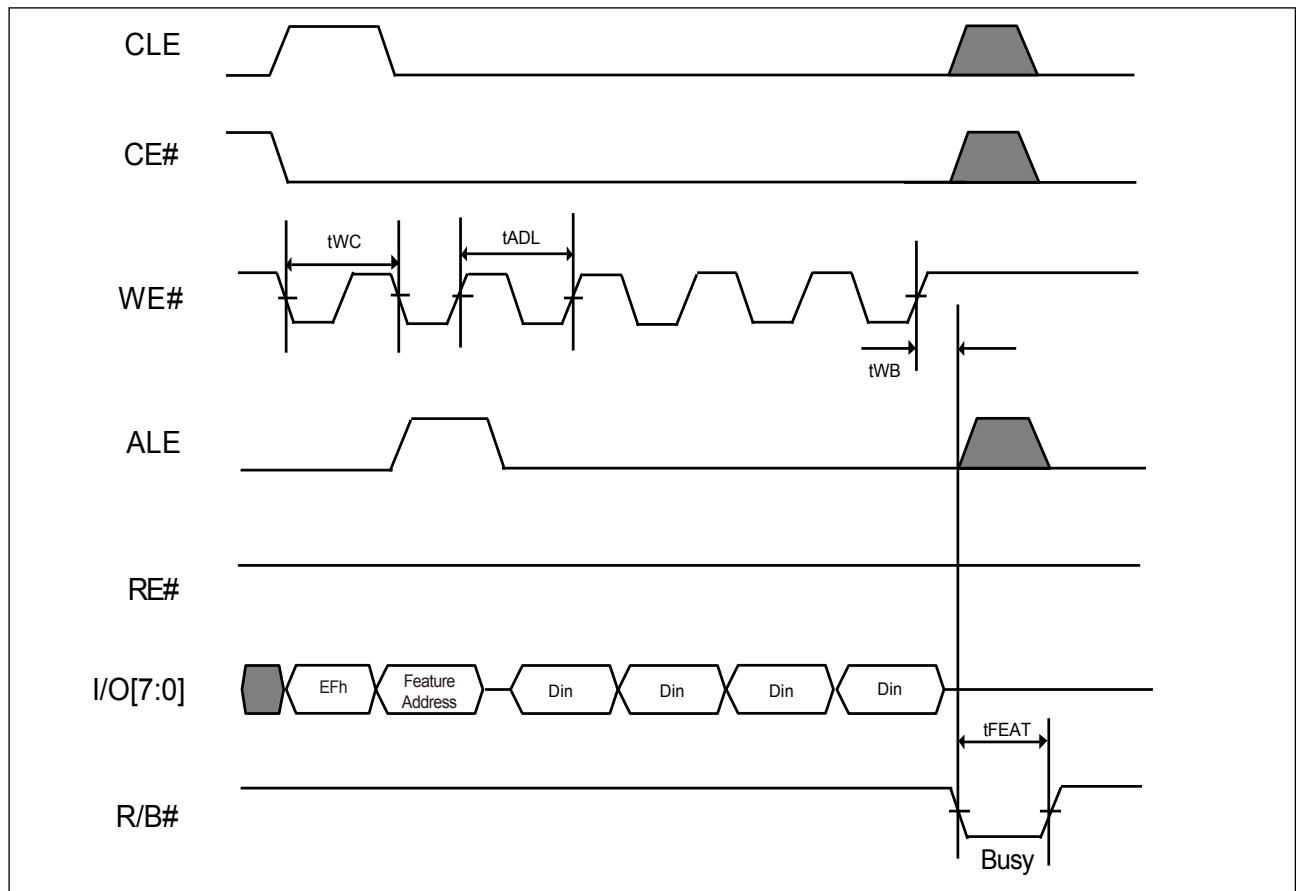 CLE
CE#
tWC
tADL
WE#
tWB
ALE
RE#
I/O[7:0]
EFh
Feature
Address
Din
Din
Din
Din
tFEAT
R/B#
Busy